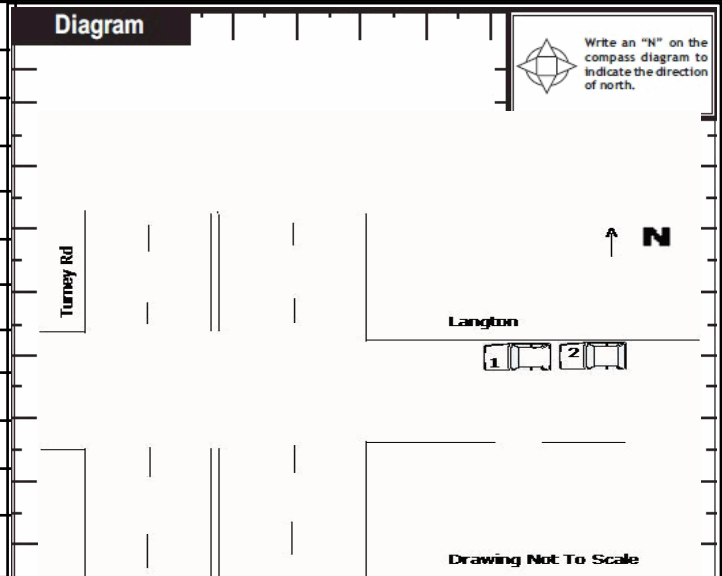 Diagram
Write an “N” on the
compass diagram to
indicate the direction
of north.
Turney Rd
N
Langton
1
2
Drawing Not To Scale